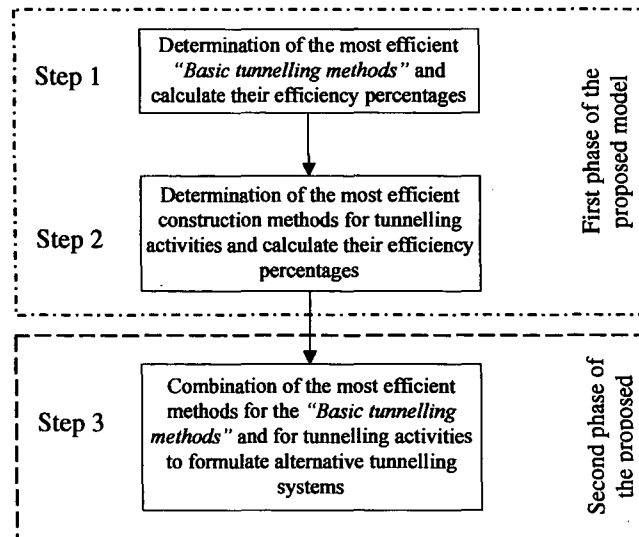 Step 1
Determination of the most efficient
“Basic tunnelling methods” and
calculate their efficiency percentages
First phase of the
proposed model
Step 2
Determination of the most efficient
construction methods for tunnelling
activities and calculate their efficiency
percentages
Step 3
Combination of the most efficient
methods for the “Basic tunnelling
methods” and for tunnelling activities
to formulate alternative tunnelling
systems
Second phase of
the proposed